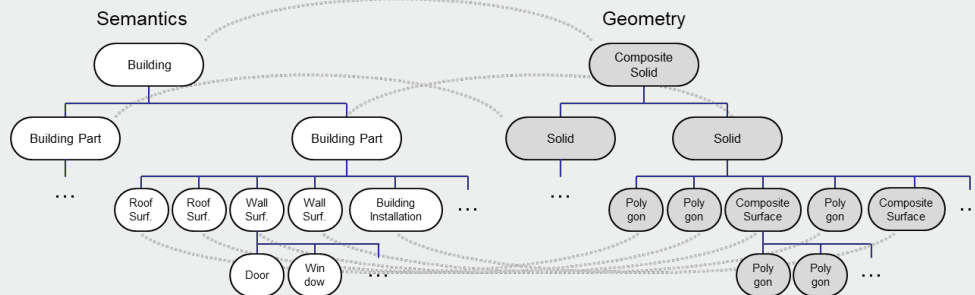 Semantics
Geometry
Building
Composite
Solid
Building Part
Building Part
Solid
Solid
...
...
Roof
Surf.
Roof
Surf.
Wall
Surf.
Wall
Surf.
Building
Installation
...
Poly
gon
Poly
gon
Composite
Surface
Poly
gon
Composite
Surface
...
Door
Win
dow
...
Poly
gon
Poly
gon
...